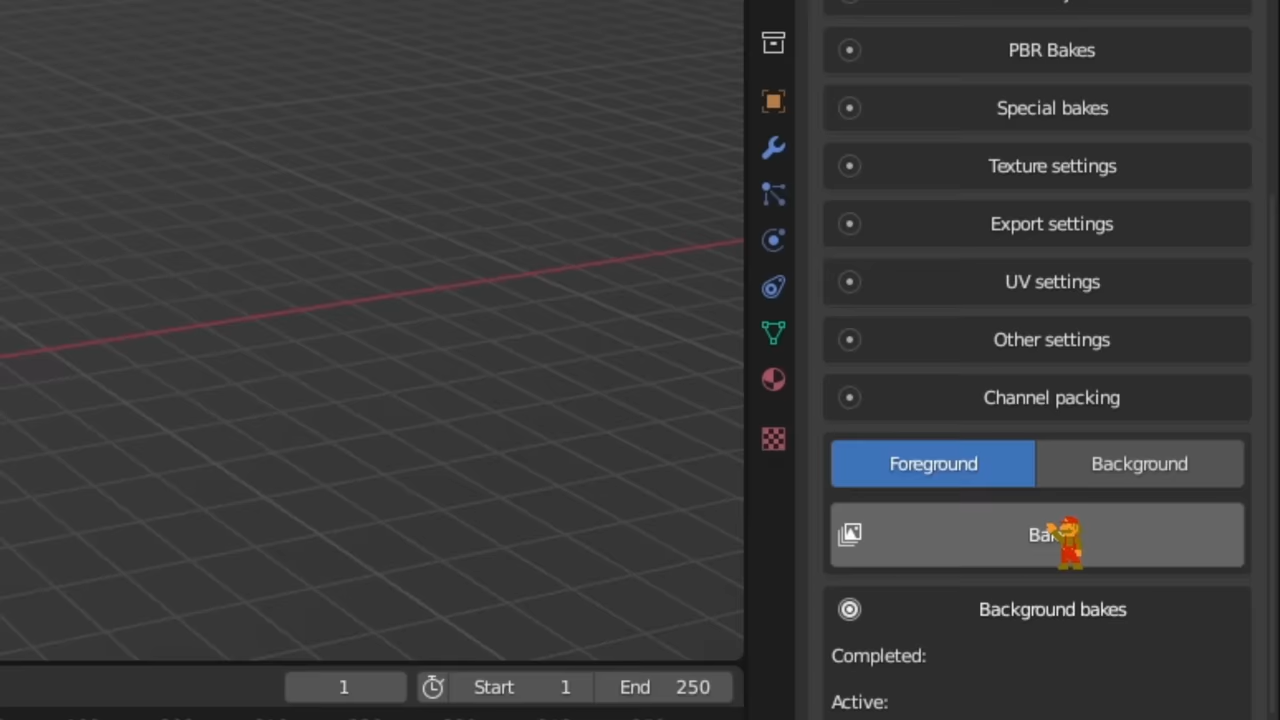 PBR Bakes
Special bakes
Texture settings
Export settings
UV settings
Other settings
Channel packing
Foreground Background
Background bakes
Completed:
Active:
1 Start 1 End 250